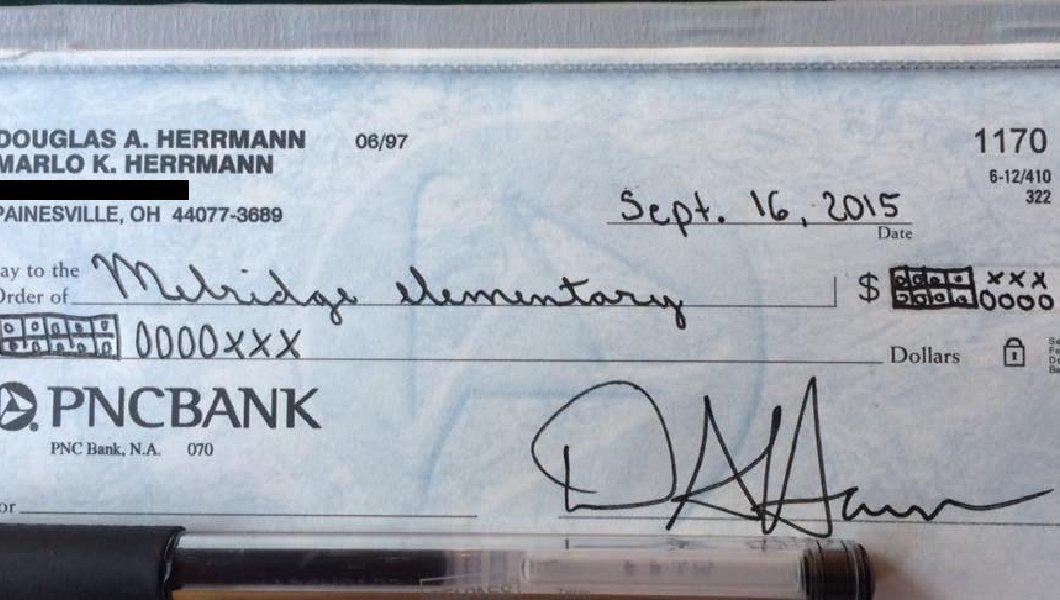 DOUGLAS A. HERRMANN 06/97 1170
MARLO K. HERRMANN
6-12/410
322
PAINESVILLE, OH 44077-3689
Sept. 16, 2015
Date
ay to the
Order of Melridge elementary $ xxx
0000
0000xxx Dollars
PNCBANK
PNC Bank, N.A. 070
or
DAHerrmann